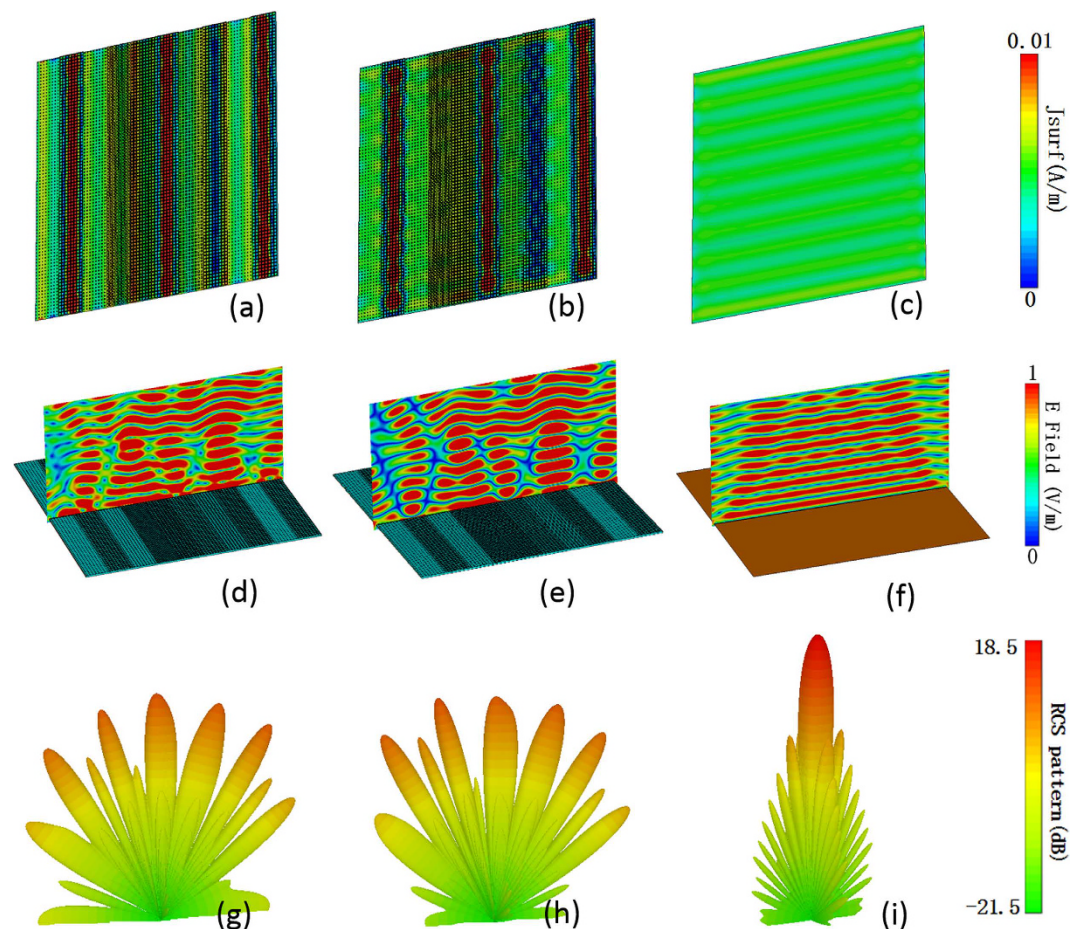 0.01
Jsurf(A/m)
0
(a)
(b)
(c)
1
E Field (V/m)
0
(d)
(e)
(f)
18.5
RCS pattern(dB)
-21.5
(g)
(h)
(i)